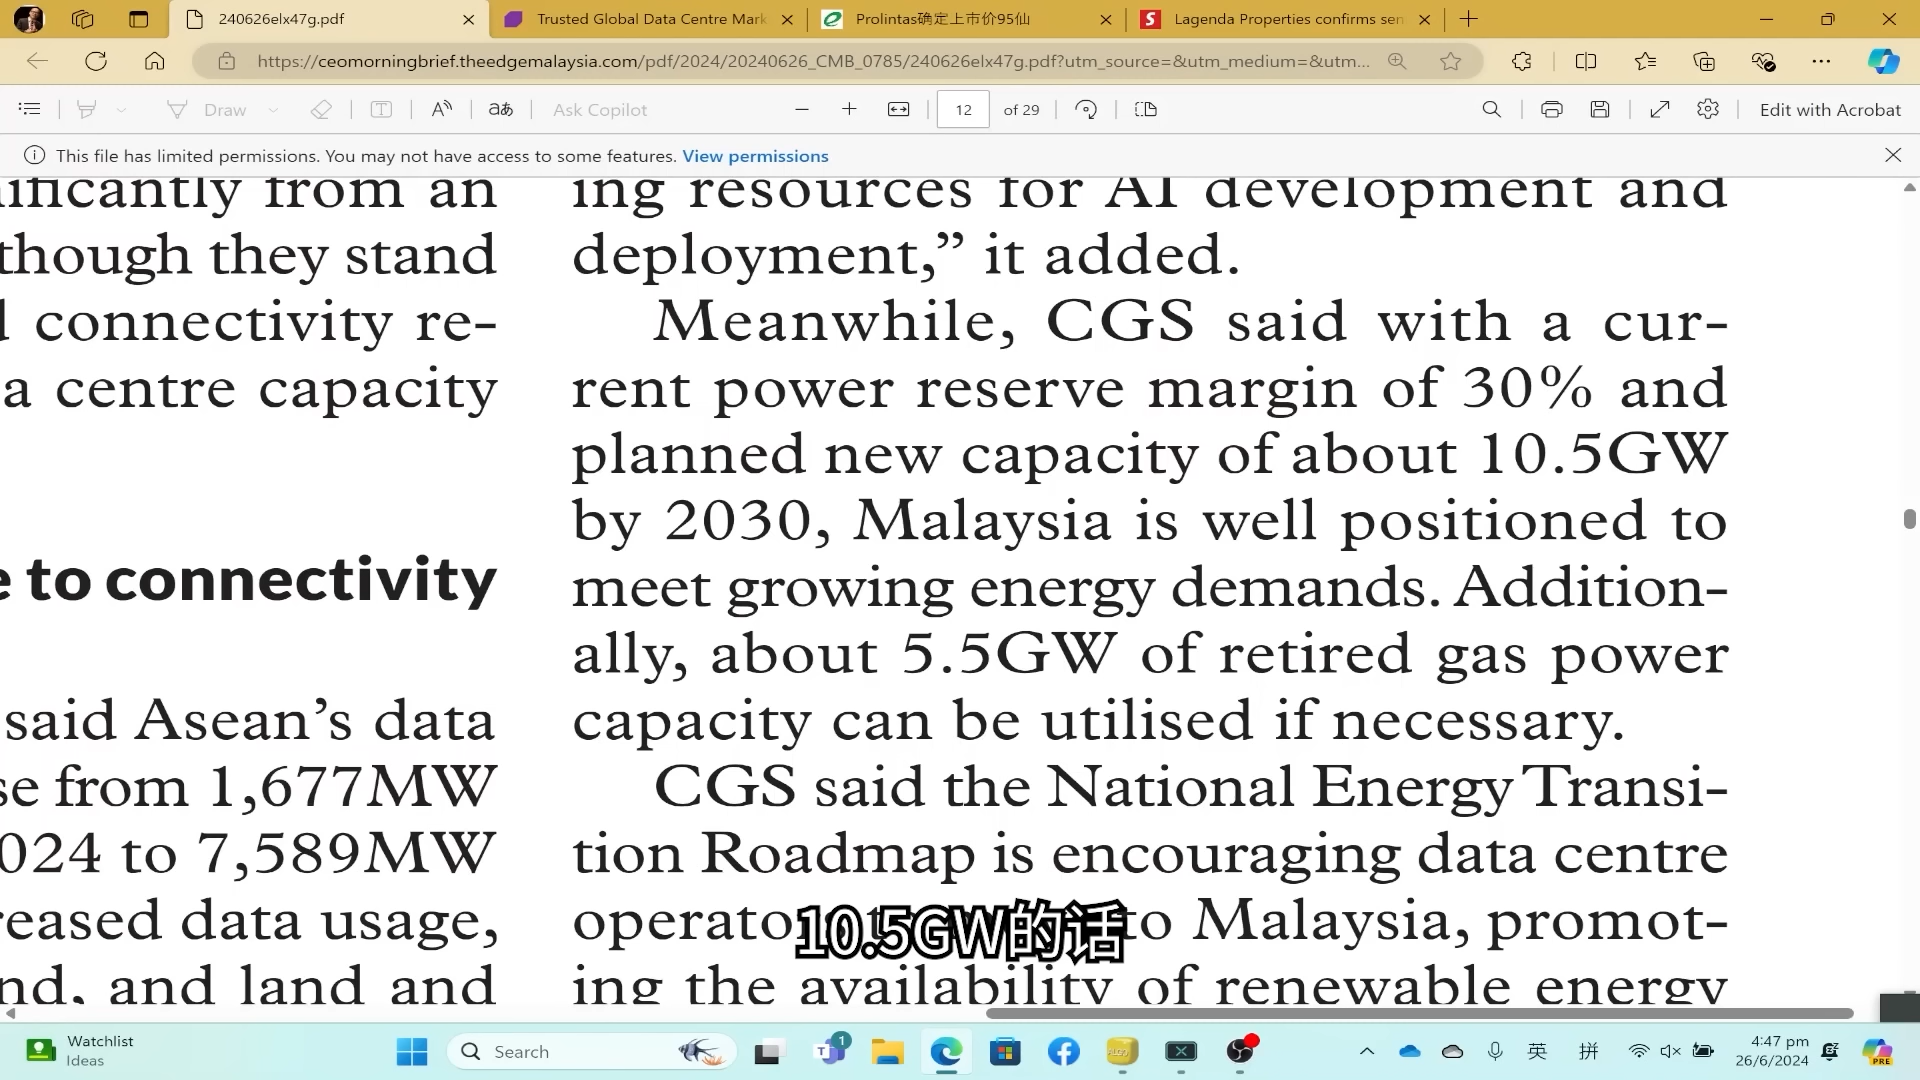 240626elx47g.pdf
Trusted Global Data Centre Mark
Prolintas确定上市价95仙
Lagenda Properties confirms sen
https://ceomorningbrief.theedgemalaysia.com/pdf/2024/20240626_CMB_0785/240626elx47g.pdf?utm_source=&utm_medium=&utm...
Draw
aあ
Ask Copilot
12
of 29
Edit with Acrobat
This file has limited permissions. You may not have access to some features. View permissions
nificantly from an
though they stand
d connectivity re-
a centre capacity
e to connectivity
said Asean’s data
se from 1,677MW
024 to 7,589MW
reased data usage,
nd, and land and
ing resources for AI development and
deployment,” it added.
Meanwhile, CGS said with a cur-
rent power reserve margin of 30% and
planned new capacity of about 10.5GW
by 2030, Malaysia is well positioned to
meet growing energy demands. Addition-
ally, about 5.5GW of retired gas power
capacity can be utilised if necessary.
CGS said the National Energy Transi-
tion Roadmap is encouraging data centre
operato to Malaysia, promot-
ing the availability of renewable energy
10.5GW的话
Watchlist
Ideas
Search
1
英
拼
4:47 pm
26/6/2024
PRE